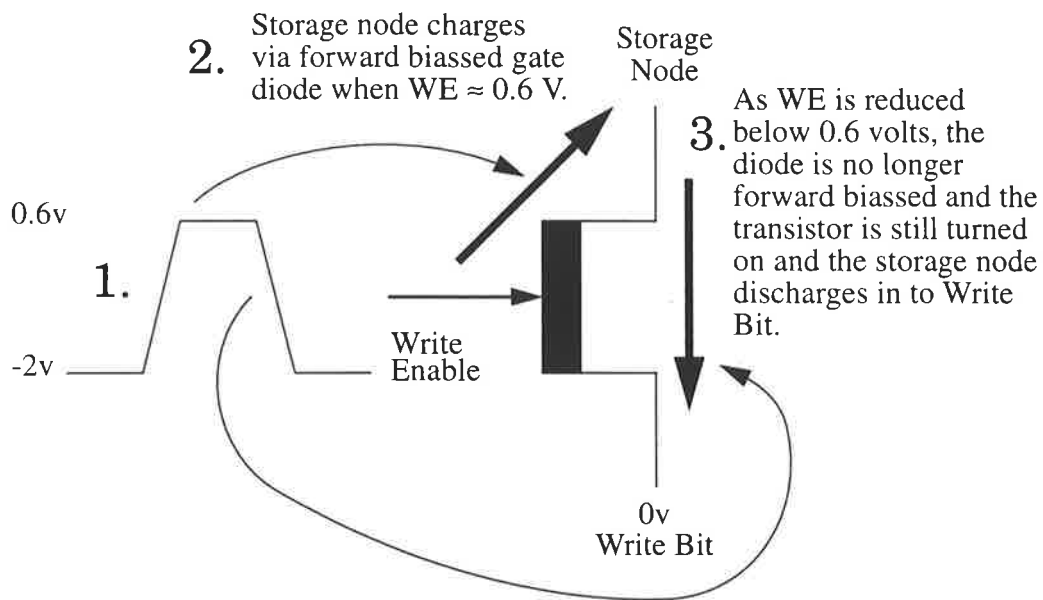 2.
Storage node charges
via forward biassed gate
diode when WE ≈ 0.6 V.
Storage
Node
3.
As WE is reduced
below 0.6 volts, the
diode is no longer
forward biassed and the
transistor is still turned
on and the storage node
discharges in to Write
Bit.
0.6v
1.
-2v
Write
Enable
0v
Write Bit